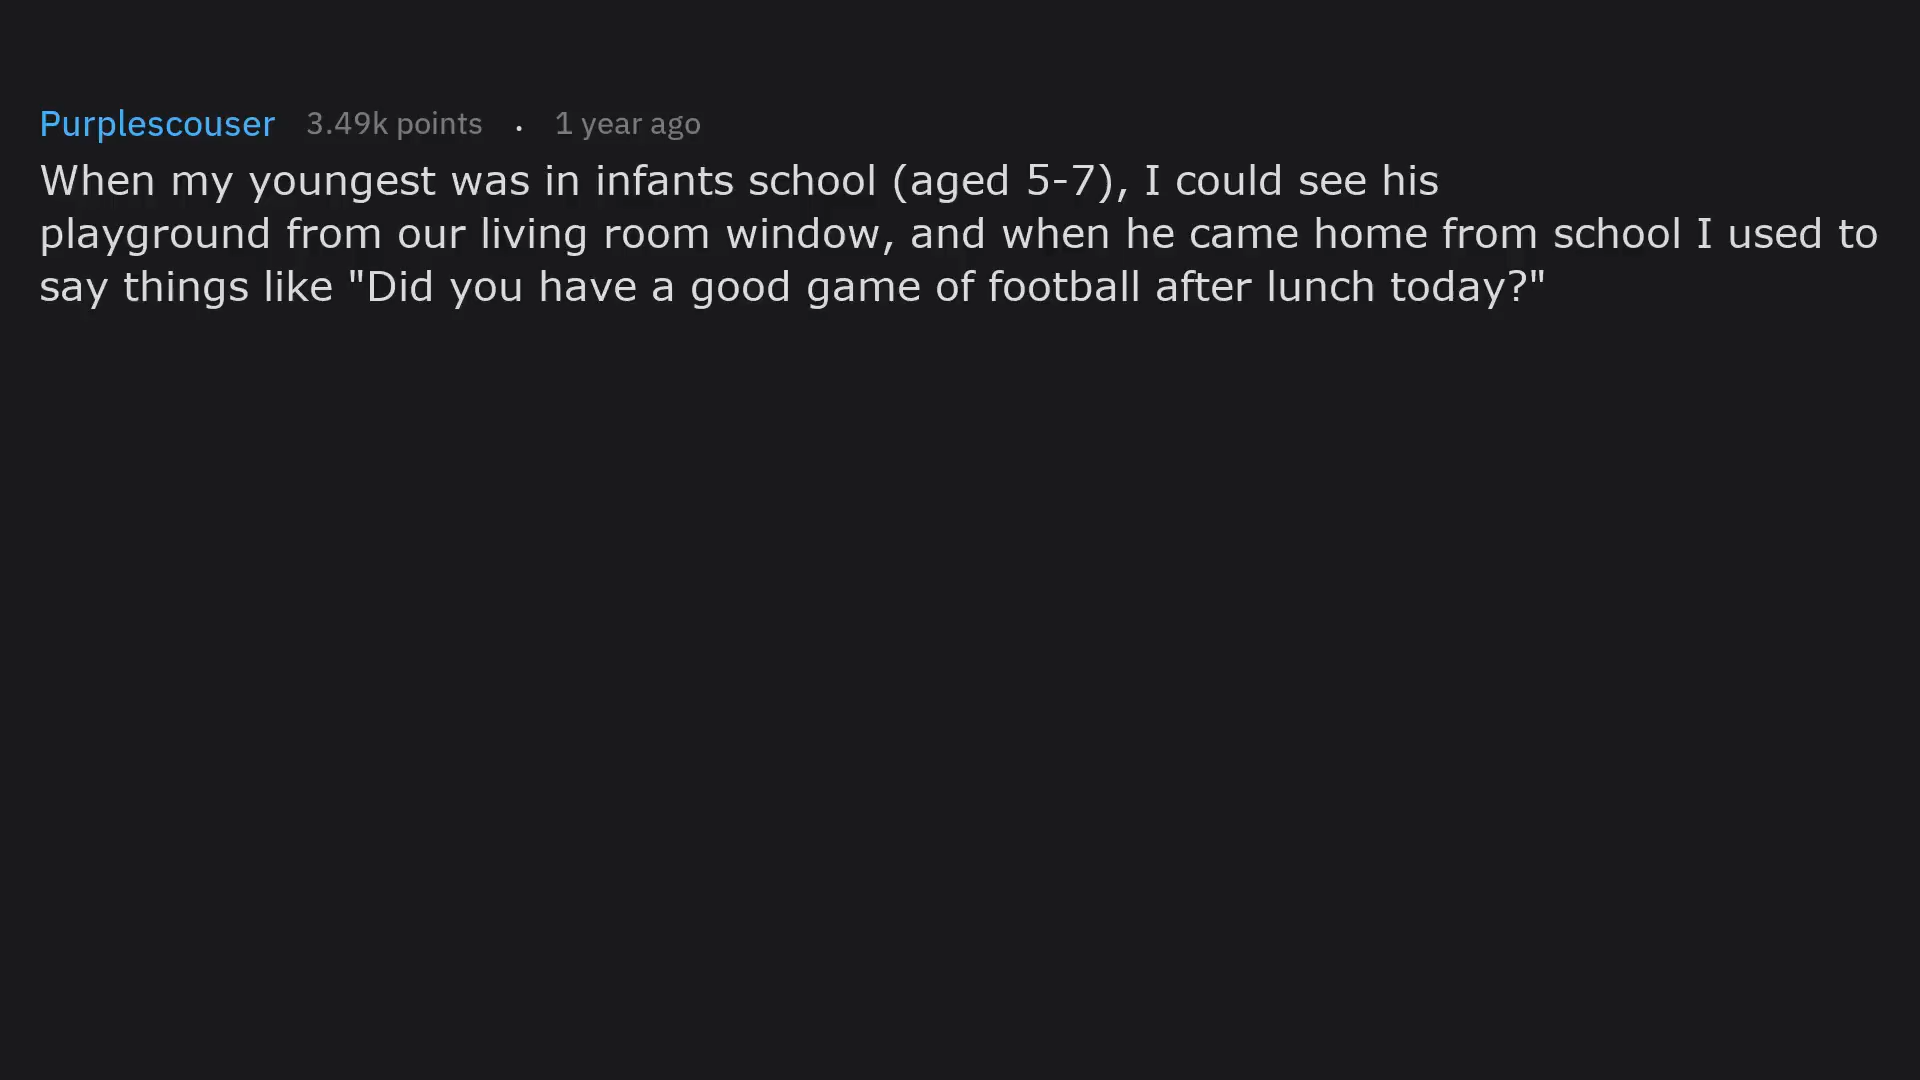 Purplescouser 3.49k points . 1 year ago
When my youngest was in infants school (aged 5-7), I could see his
playground from our living room window, and when he came home from school I used to
say things like "Did you have a good game of football after lunch today?"